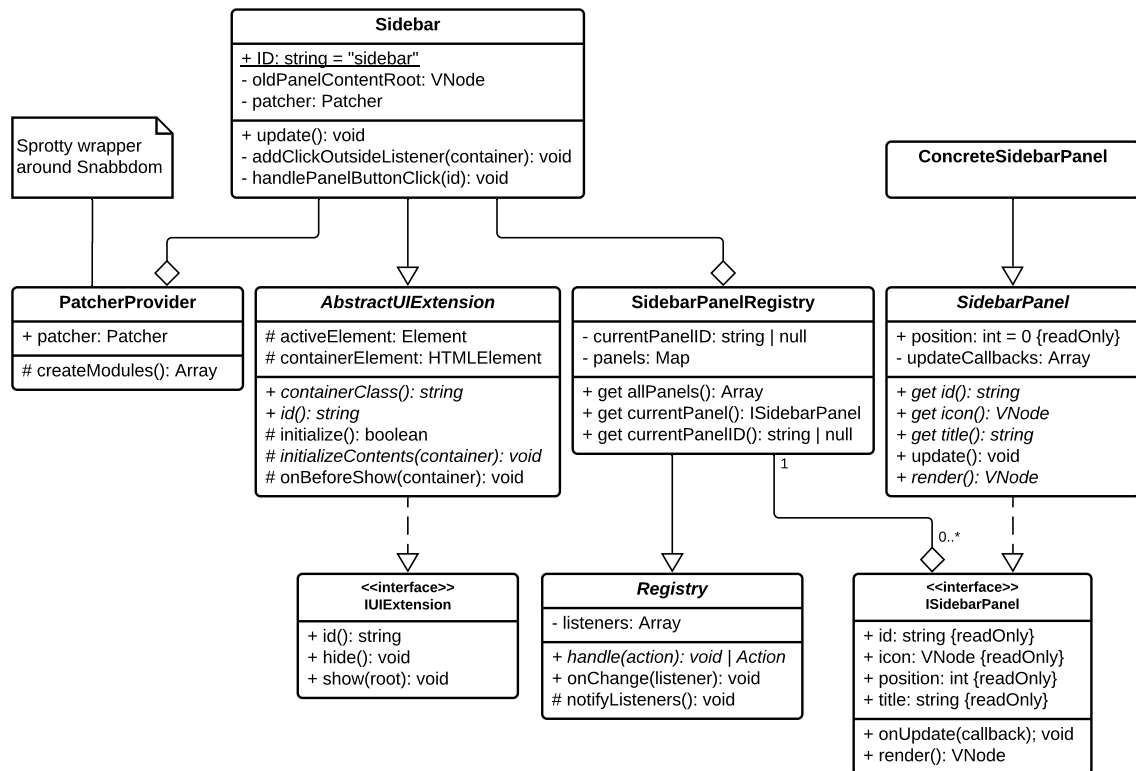 Sidebar
+ ID: string = "sidebar"
- oldPanelContentRoot: VNode
- patcher: Patcher
+ update(): void
- addClickOutsideListener(container): void
- handlePanelButtonClick(id): void
Sprotty wrapper
around Snabbdom
ConcreteSidebarPanel
PatcherProvider
+ patcher: Patcher
# createModules(): Array
AbstractUIExtension
# activeElement: Element
# containerElement: HTMLElement
+ containerClass(): string
+ id(): string
# initialize(): boolean
# initializeContents(container): void
# onBeforeShow(container): void
SidebarPanelRegistry
- currentPanelID: string | null
- panels: Map
+ get allPanels(): Array
+ get currentPanel(): ISidebarPanel
+ get currentPanelID(): string | null
SidebarPanel
+ position: int = 0 {readOnly}
- updateCallbacks: Array
+ get id(): string
+ get icon(): VNode
+ get title(): string
+ update(): void
+ render(): VNode
1
0..*
<<interface>>
IUIExtension
+ id(): string
+ hide(): void
+ show(root): void
Registry
- listeners: Array
+ handle(action): void | Action
+ onChange(listener): void
# notifyListeners(): void
<<interface>>
ISidebarPanel
+ id: string {readOnly}
+ icon: VNode {readOnly}
+ position: int {readOnly}
+ title: string {readOnly}
+ onUpdate(callback); void
+ render(): VNode